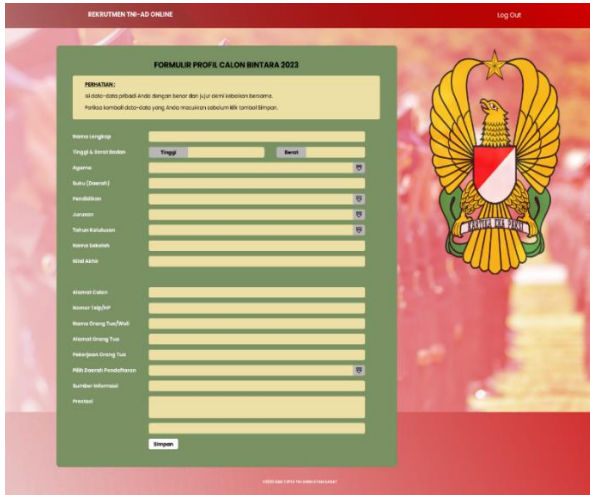 REKRUTMEN TNI-AD ONLINE
Log Out
FORMULIR PROFIL CALON BINTARA 2023
PERHATIAN :
Isi data-data pribadi Anda dengan benar dan jujur demi kebaikan bersama.
Periksa kembali data-data yang Anda masukkan sebelum klik tombol Simpan.
Nama Lengkap
Tinggi & Berat Badan Tinggi Berat
Agama
Suku (Daerah)
Pendidikan
Jurusan
Tahun Kelulusan
Nama Sekolah
Nilai Akhir
Alamat Calon
Nomor Telp/HP
Nama Orang Tua/Wali
Alamat Orang Tua
Pekerjaan Orang Tua
Pilih Daerah Pendaftaran
Sumber Informasi
Prestasi
Simpan
KARTIKA EKA PAKSI